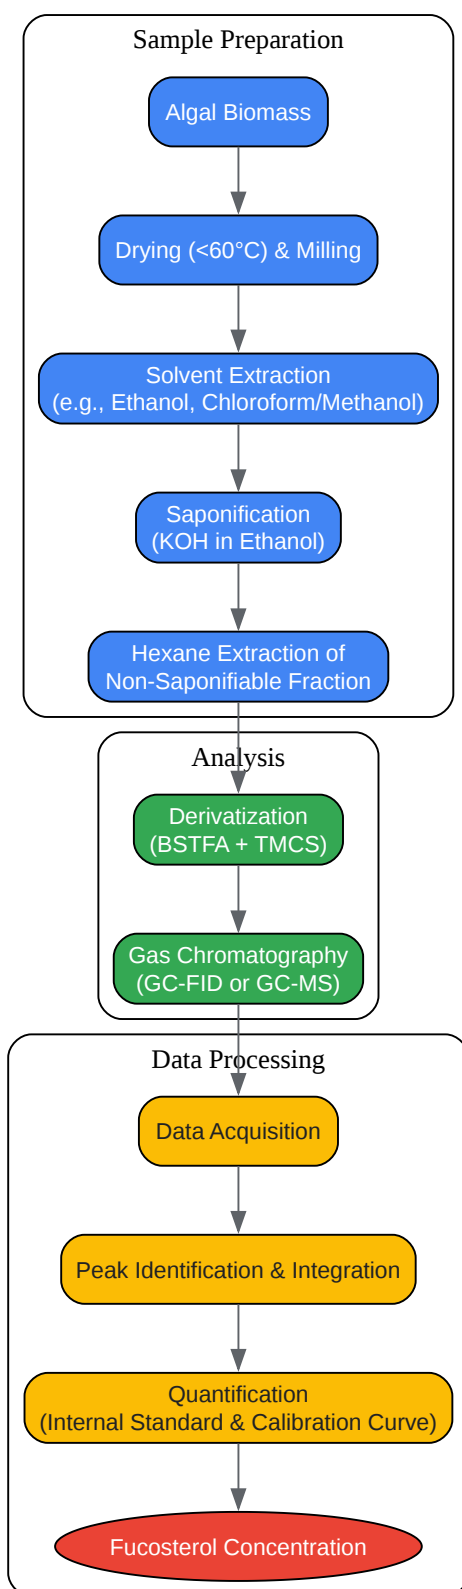 Sample Preparation
Algal Biomass
Drying (<60°C) & Milling
Solvent Extraction
(e.g., Ethanol, Chloroform/Methanol)
Saponification
(KOH in Ethanol)
Hexane Extraction of
Non-Saponifiable Fraction
Analysis
Derivatization
(BSTFA + TMCS)
Gas Chromatography
(GC-FID or GC-MS)
Data Processing
Data Acquisition
Peak Identification & Integration
Quantification
(Internal Standard & Calibration Curve)
Fucosterol Concentration